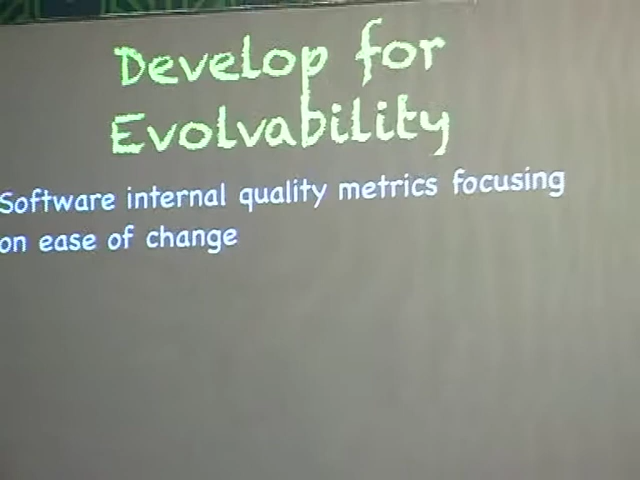 Develop for
Evolvability
Software internal quality metrics focusing
on ease of change